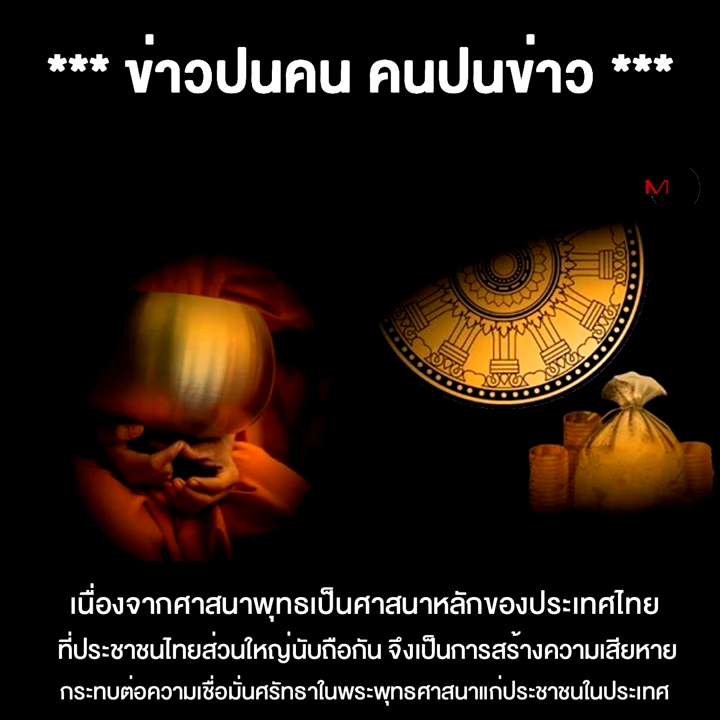 *** ข่าวปนคน คนปนข่าว ***
M
เนื่องจากศาสนาพุทธเป็นศาสนาหลักของประเทศไทย
ที่ประชาชนไทยส่วนใหญ่นับถือกัน จึงเป็นการสร้างความเสียหาย
กระทบต่อความเชื่อมั่นศรัทธาในพระพุทธศาสนาแก่ประชาชนในประเทศ